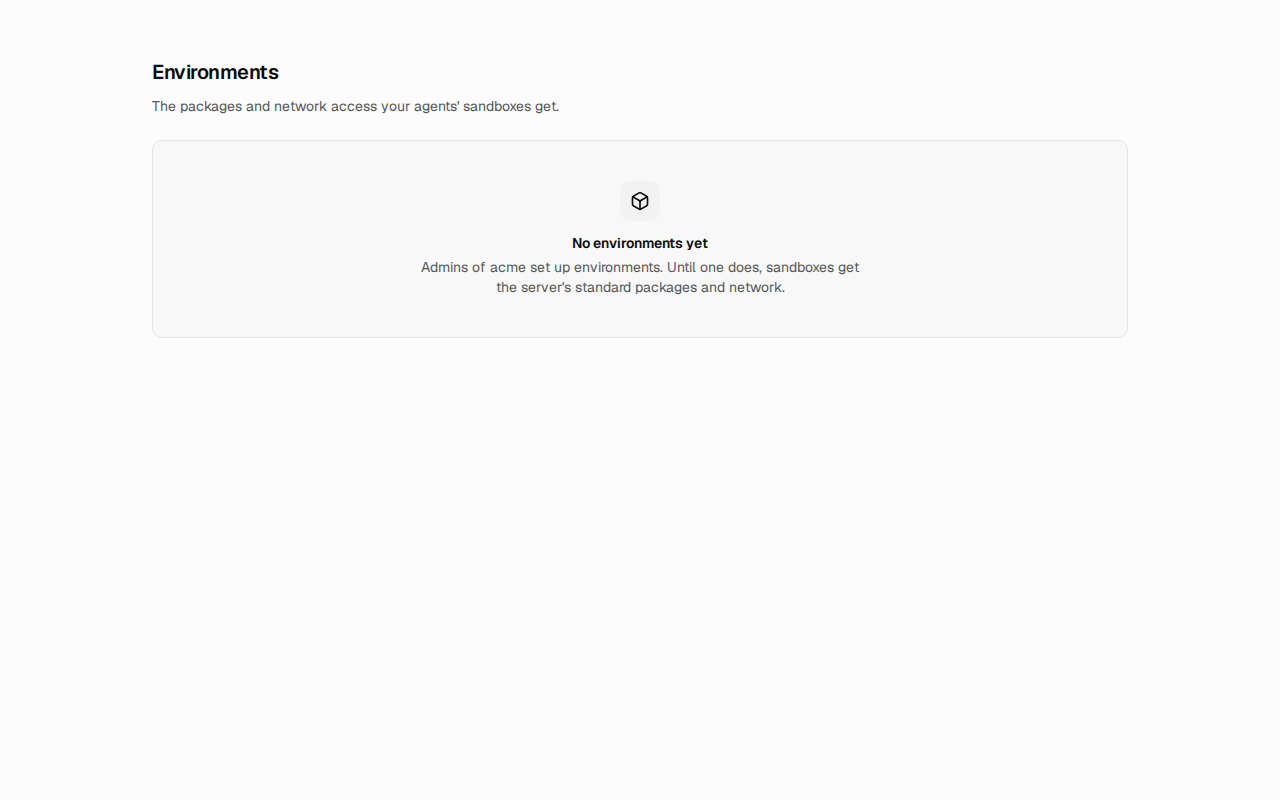 Environments
The packages and network access your agents' sandboxes get.
No environments yet
Admins of acme set up environments. Until one does, sandboxes get
the server's standard packages and network.